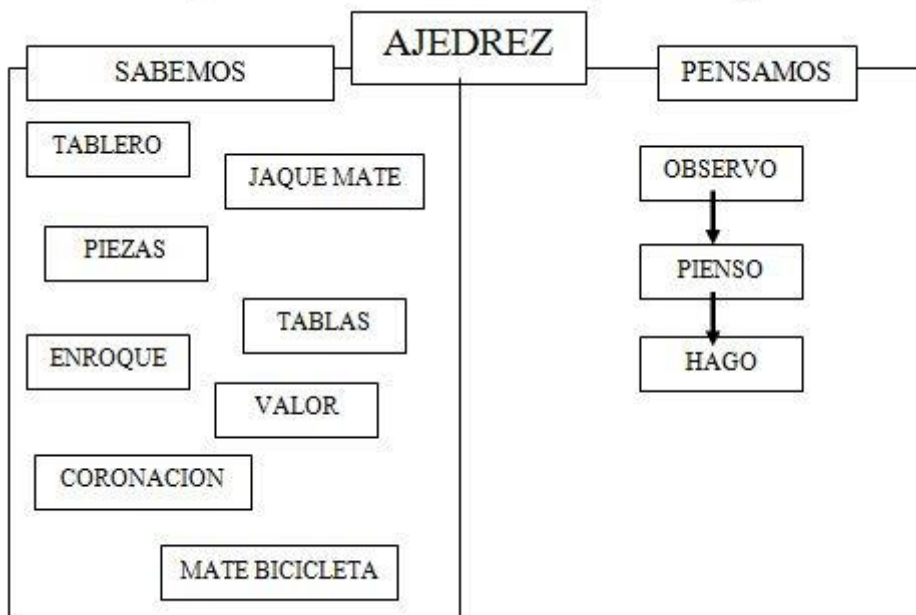 AJEDREZ
SABEMOS
PENSAMOS
TABLERO
JAQUE MATE
PIEZAS
TABLAS
ENROQUE
VALOR
CORONACION
MATE BICICLETA
OBSERVO
PIENSO
HAGO